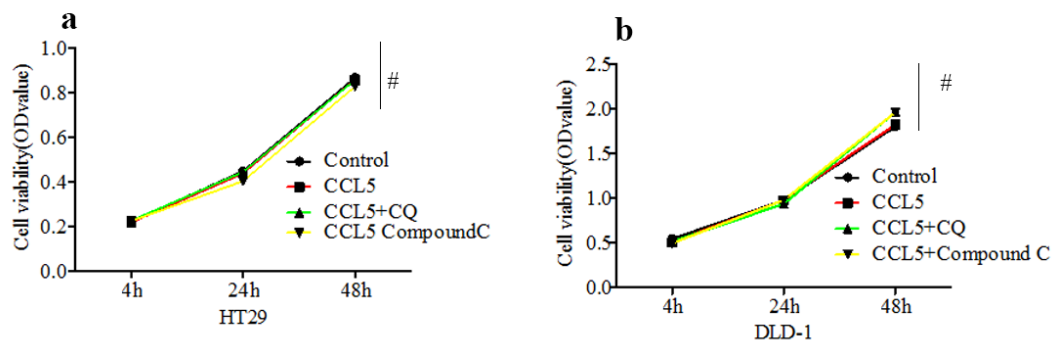 a
Cell viability(ODvalue)
1.0
0.8
0.6
0.4
0.2
0.0
#
Control
CCL5
CCL5+CQ
CCL5 CompoundC
4h 24h 48h
HT29
b
Cell viability(ODvalue)
2.5
2.0
1.5
1.0
0.5
0.0
#
Control
CCL5
CCL5+CQ
CCL5+Compound C
4h 24h 48h
DLD-1